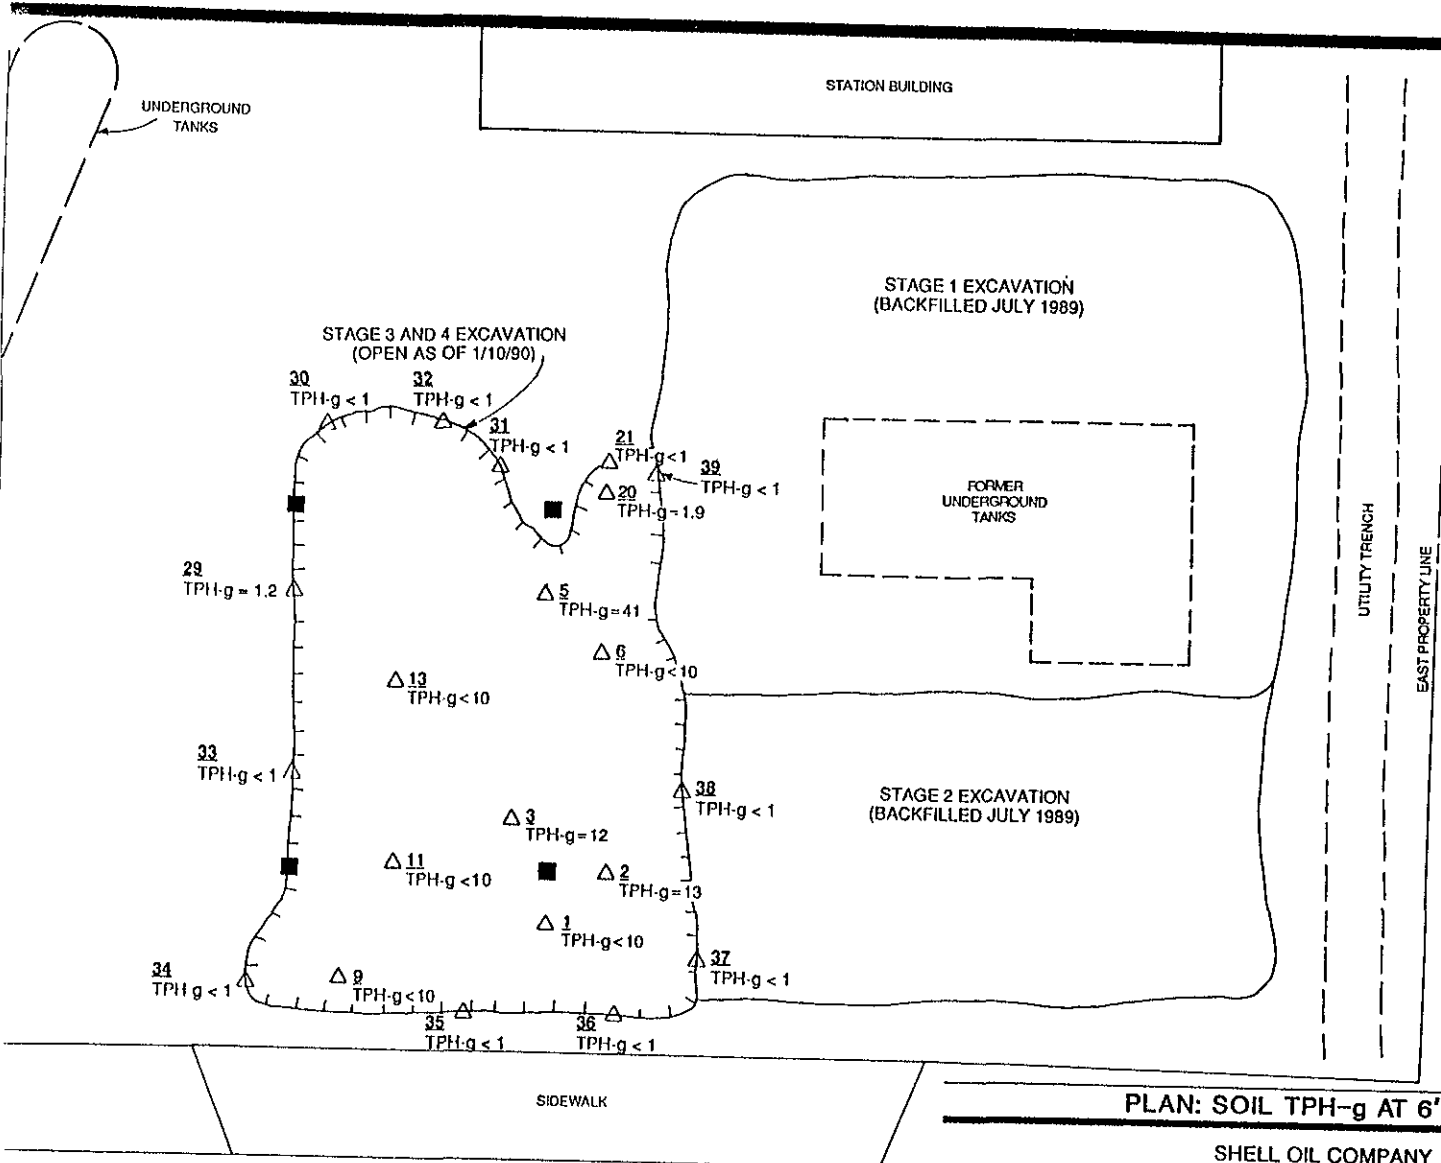 STATION BUILDING
UNDERGROUND
TANKS
STAGE 1 EXCAVATION
(BACKFILLED JULY 1989)
STAGE 3 AND 4 EXCAVATION
(OPEN AS OF 1/10/90)
30
TPH-g < 1
32
TPH-g < 1
31
TPH-g < 1
21
TPH-g<1
39
TPH-g < 1
20
TPH-g=1.9
FORMER
UNDERGROUND
TANKS
29
TPH-g = 1.2
5
TPH-g=41
6
TPH-g<10
13
TPH-g<10
UTILITY TRENCH
EAST PROPERTY LINE
33
TPH-g < 1
38
TPH-g < 1
STAGE 2 EXCAVATION
(BACKFILLED JULY 1989)
3
TPH-g=12
11
TPH-g<10
2
TPH-g=13
1
TPH-g<10
37
TPH-g < 1
34
TPH g < 1
9
TPH-g<10
35
TPH-g < 1
36
TPH-g < 1
SIDEWALK
PLAN: SOIL TPH-g AT 6'
SHELL OIL COMPANY